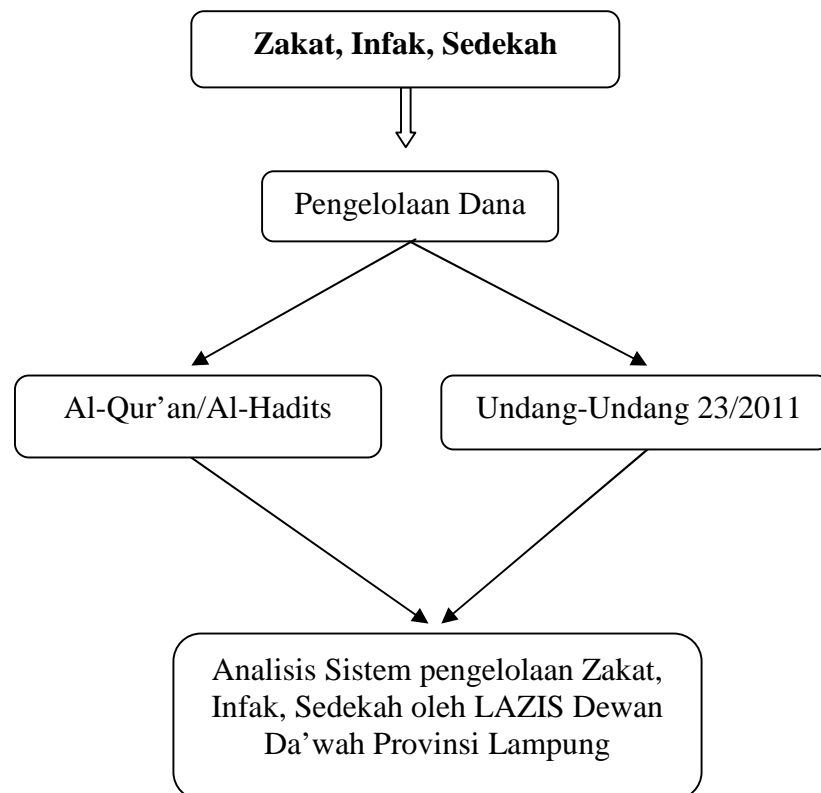 Zakat, Infak, Sedekah
Pengelolaan Dana
Al-Qur’an/Al-Hadits
Undang-Undang 23/2011
Analisis Sistem pengelolaan Zakat,
Infak, Sedekah oleh LAZIS Dewan
Da’wah Provinsi Lampung